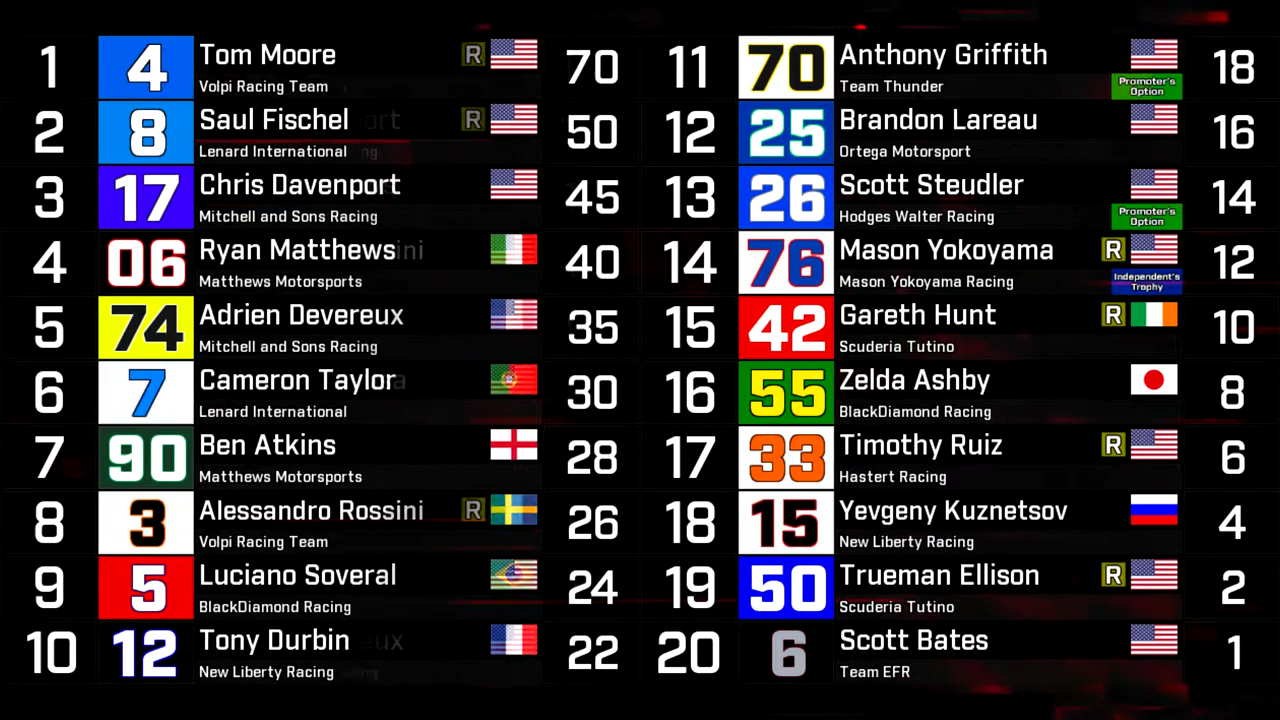 1 4 Tom Moore R 70
Volpi Racing Team
2 8 Saul Fischel R 50
Lenard International
3 17 Chris Davenport 45
Mitchell and Sons Racing
4 06 Ryan Matthews 40
Matthews Motorsports
5 74 Adrien Devereux 35
Mitchell and Sons Racing
6 7 Cameron Taylor 30
Lenard International
7 90 Ben Atkins 28
Matthews Motorsports
8 3 Alessandro Rossini R 26
Volpi Racing Team
9 5 Luciano Soveral 24
BlackDiamond Racing
10 12 Tony Durbin 22
New Liberty Racing
11 70 Anthony Griffith 18
Team Thunder Promoter's
Option
12 25 Brandon Lareau 16
Ortega Motorsport
13 26 Scott Steudler 14
Hodges Walter Racing Promoter's
Option
14 76 Mason Yokoyama R 12
Mason Yokoyama Racing Independent's
Trophy
15 42 Gareth Hunt R 10
Scuderia Tutino
16 55 Zelda Ashby 8
BlackDiamond Racing
17 33 Timothy Ruiz R 6
Hastert Racing
18 15 Yevgeny Kuznetsov 4
New Liberty Racing
19 50 Trueman Ellison R 2
Scuderia Tutino
20 6 Scott Bates 1
Team EFR